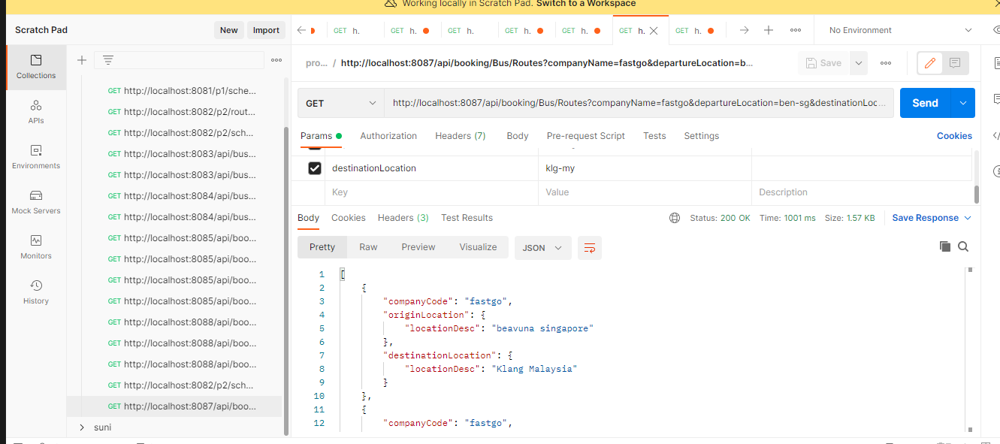 Working locally in Scratch Pad. Switch to a Workspace
Scratch Pad
New
Import
GET h.
GET h.
GET h.
GET h.
GET h.
GET h.
GET h.
No Environment
Collections
APIs
Environments
Mock Servers
Monitors
History
GET http://localhost:8081/p1/sche...
GET http://localhost:8082/p2/rout...
GET http://localhost:8082/p2/sch...
GET http://localhost:8083/api/bus...
GET http://localhost:8083/api/bus...
GET http://localhost:8084/api/bus...
GET http://localhost:8084/api/bus...
GET http://localhost:8085/api/boo...
GET http://localhost:8085/api/boo...
GET http://localhost:8085/api/boo...
GET http://localhost:8085/api/boo...
GET http://localhost:8088/api/boo...
GET http://localhost:8088/api/boo...
GET http://localhost:8088/api/boo...
GET http://localhost:8082/p2/sch...
GET http://localhost:8087/api/boo...
suni
pro... / http://localhost:8087/api/booking/Bus/Routes?companyName=fastgo&departureLocation=b...
Save
GET
http://localhost:8087/api/booking/Bus/Routes?companyName=fastgo&departureLocation=ben-sg&destinationLoc...
Send
Params
Authorization
Headers (7)
Body
Pre-request Script
Tests
Settings
Cookies
destinationLocation
klg-my
Key
Value
Description
Body
Cookies
Headers (3)
Test Results
Status: 200 OK
Time: 1001 ms
Size: 1.57 KB
Save Response
Pretty
Raw
Preview
Visualize
JSON
1 [
2 {
3 "companyCode": "fastgo",
4 "originLocation": {
5 "locationDesc": "beavuna singapore"
6 },
7 "destinationLocation": {
8 "locationDesc": "Klang Malaysia"
9 }
10 },
11 {
12 "companyCode": "fastgo",